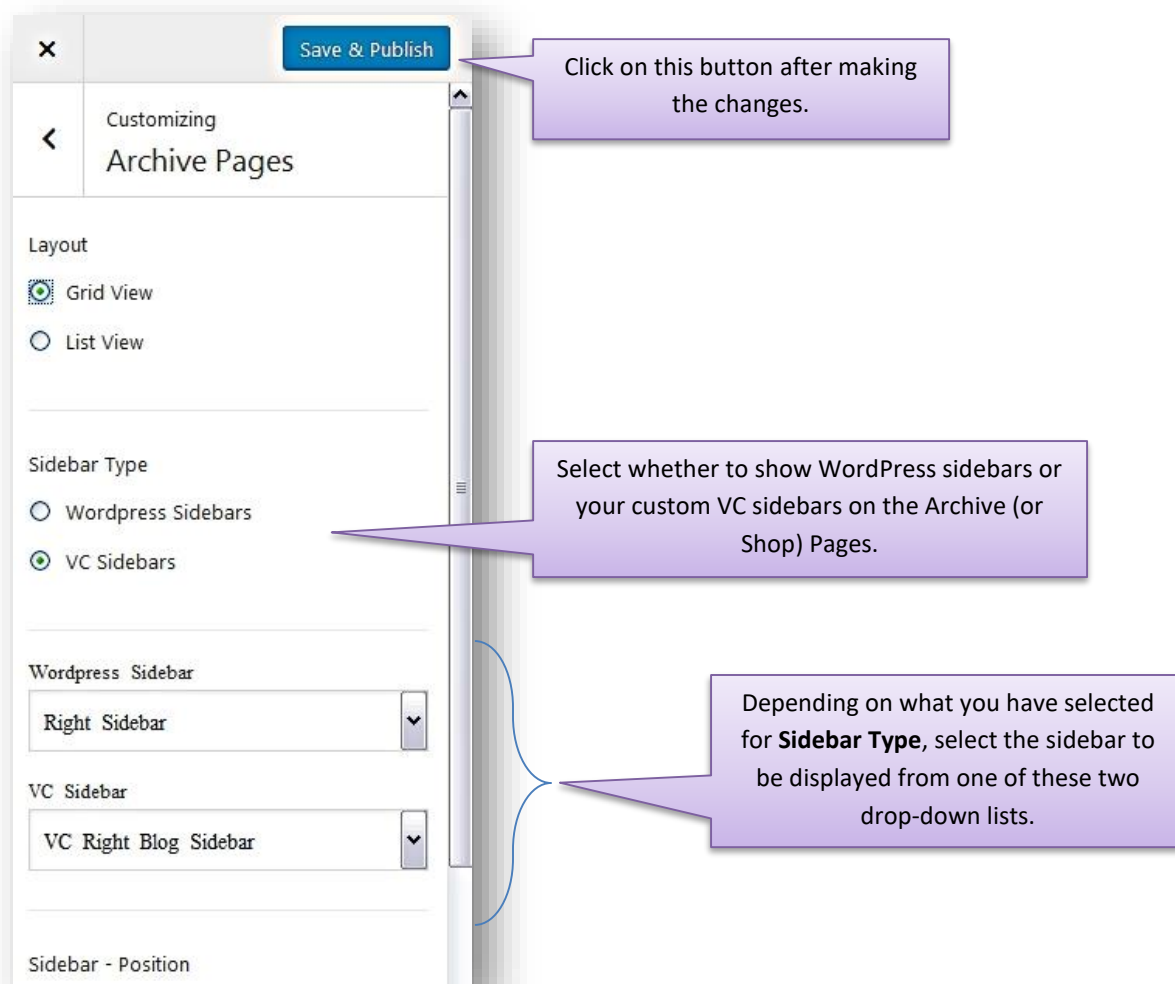 ×
Save & Publish
Click on this button after making
the changes.
Customizing
Archive Pages
Layout
Grid View
List View
Sidebar Type
Wordpress Sidebars
VC Sidebars
Select whether to show WordPress sidebars or
your custom VC sidebars on the Archive (or
Shop) Pages.
Wordpress Sidebar
Right Sidebar
VC Sidebar
VC Right Blog Sidebar
Depending on what you have selected
for Sidebar Type, select the sidebar to
be displayed from one of these two
drop-down lists.
Sidebar - Position